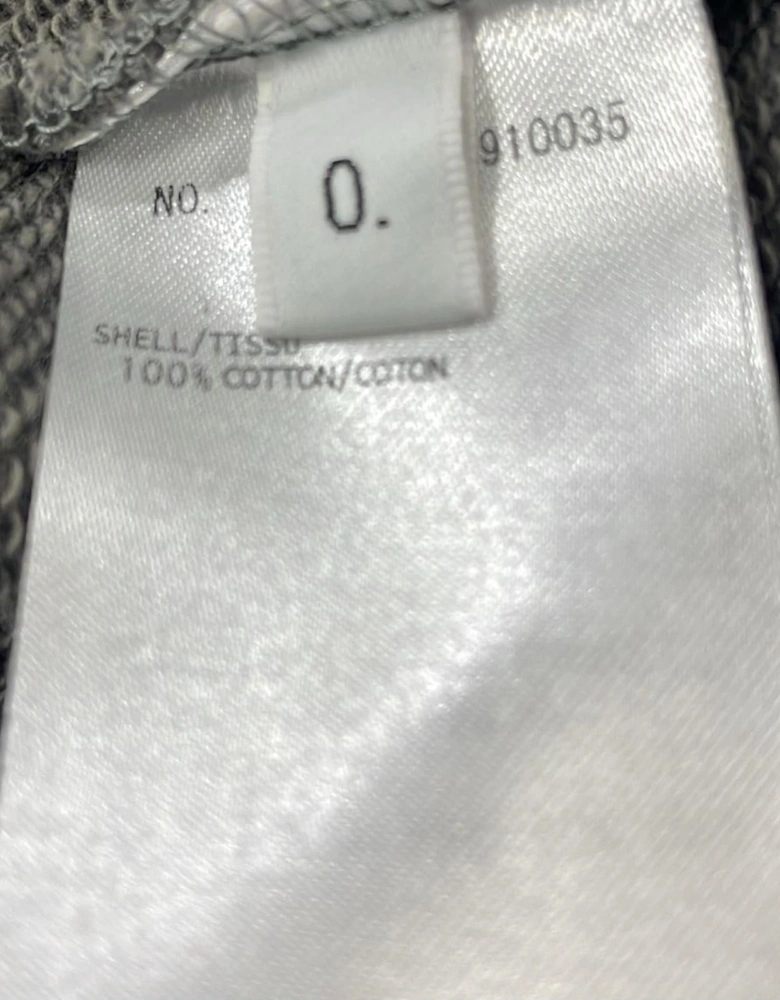 NO. 910035
0.
SHELL/TISSU
100% COTTON/COTON